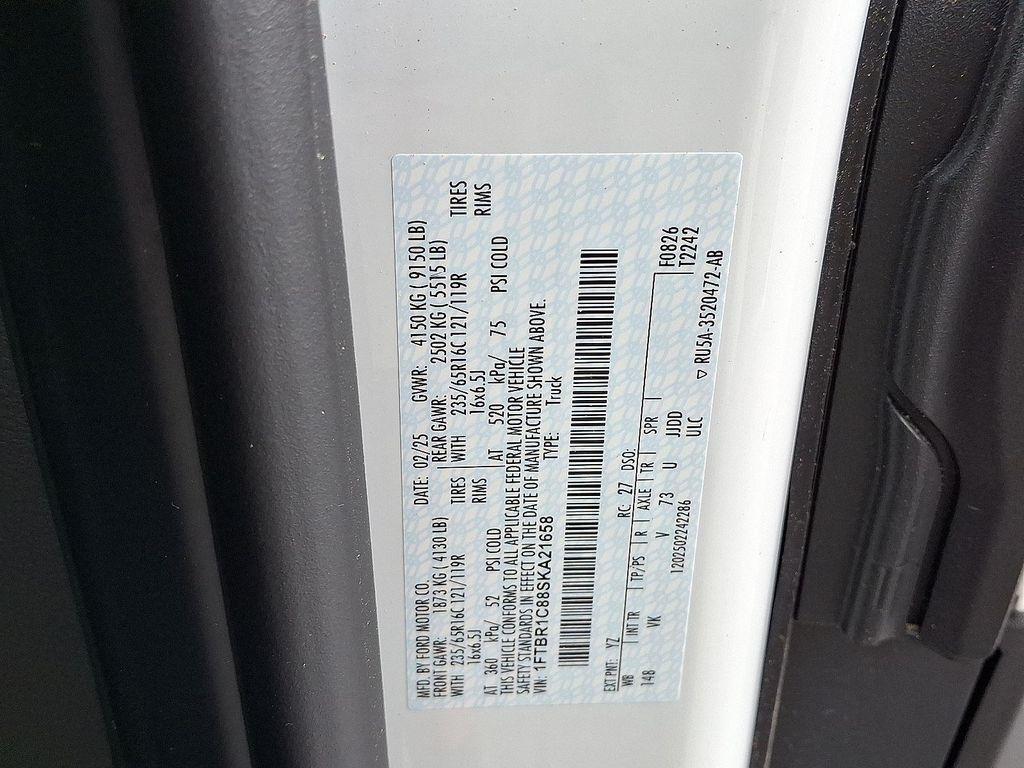 MFD. BY FORD MOTOR CO. DATE: 02/25 GVWR: 4150 KG ( 9150 LB)
FRONT GAWR: 1873 KG ( 4130 LB) REAR GAWR: 2502 KG ( 5515 LB)
WITH 235/65R16C 121/119R TIRES WITH 235/65R16C 121/119R TIRES
16x6.5J RIMS 16x6.5J RIMS
AT 360 kPa/ 52 PSI COLD AT 520 kPa/ 75 PSI COLD
THIS VEHICLE CONFORMS TO ALL APPLICABLE FEDERAL MOTOR VEHICLE
SAFETY STANDARDS IN EFFECT ON THE DATE OF MANUFACTURE SHOWN ABOVE.
VIN: 1FTBR1C88SKA21658 TYPE: Truck
EXT PNT: YZ RC: 27 DSO: F0826
WB INT TR TP/PS R AXLE TR SPR T2242
148 VK V 73 U JJDD
1202502242286 ULC ▽ RU5A-3520472-AB